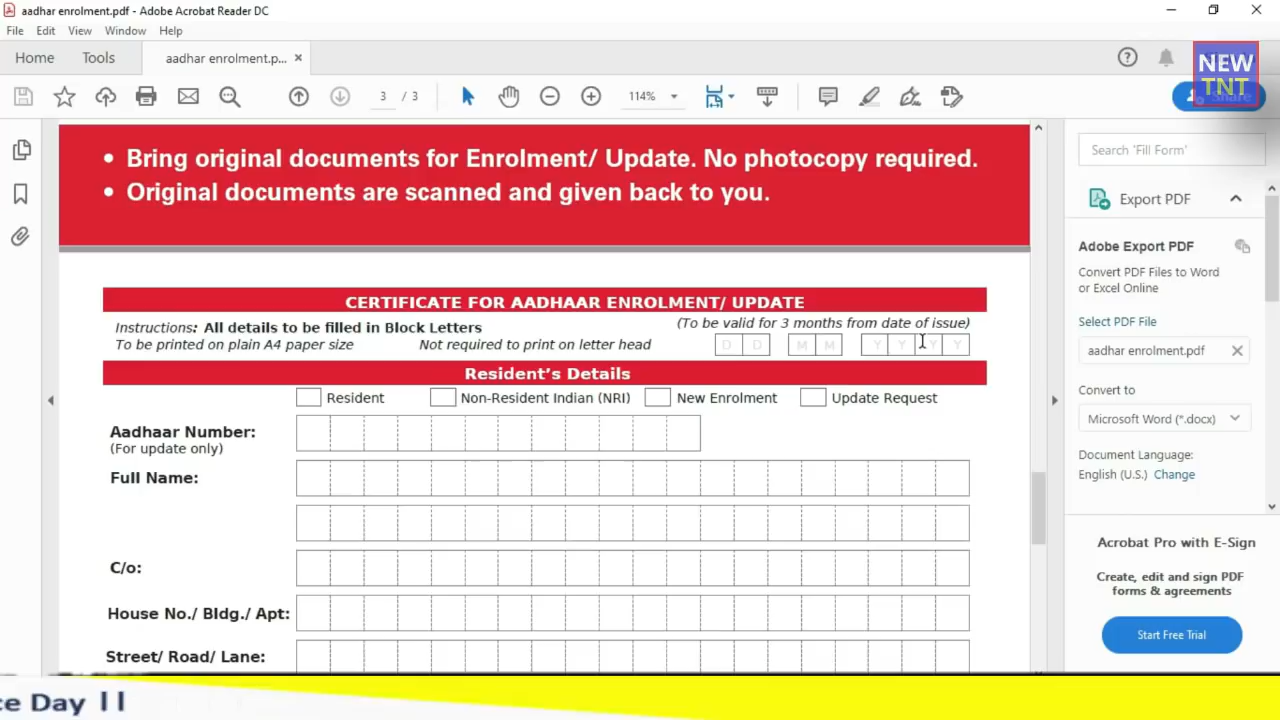 aadhar enrolment.pdf - Adobe Acrobat Reader DC
File Edit View Window Help
Home Tools aadhar enrolment.p... ×
NEW
TNT
3 / 3 114% Share
Bring original documents for Enrolment/ Update. No photocopy required.
Original documents are scanned and given back to you.
CERTIFICATE FOR AADHAAR ENROLMENT/ UPDATE
Instructions: All details to be filled in Block Letters
(To be valid for 3 months from date of issue)
To be printed on plain A4 paper size Not required to print on letter head
D D M M Y Y Y Y
Resident's Details
Resident Non-Resident Indian (NRI) New Enrolment Update Request
Aadhaar Number:
(For update only)
Full Name:
C/o:
House No./ Bldg./ Apt:
Street/ Road/ Lane:
Search 'Fill Form'
Export PDF
Adobe Export PDF
Convert PDF Files to Word
or Excel Online
Select PDF File
aadhar enrolment.pdf
Convert to
Microsoft Word (*.docx)
Document Language:
English (U.S.) Change
Acrobat Pro with E-Sign
Create, edit and sign PDF
forms & agreements
Start Free Trial
ce Day ||